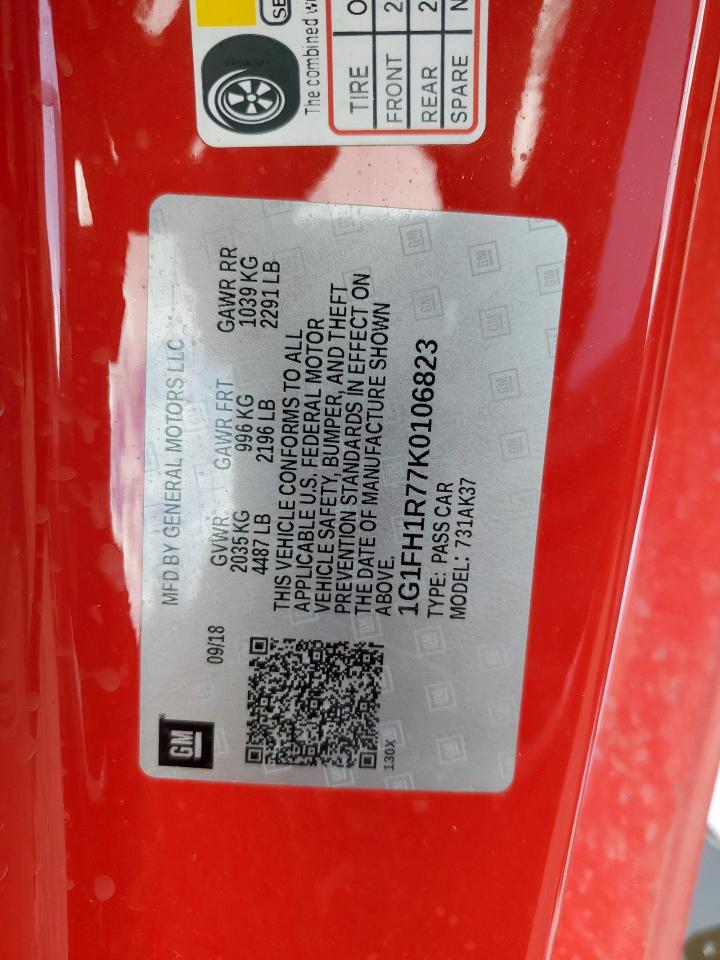 GM
MFD BY GENERAL MOTORS LLC
09/18
GVWR GAWR FRT GAWR RR
2035 KG 996 KG 1039 KG
4487 LB 2196 LB 2291 LB
THIS VEHICLE CONFORMS TO ALL
APPLICABLE U.S. FEDERAL MOTOR
VEHICLE SAFETY, BUMPER, AND THEFT
PREVENTION STANDARDS IN EFFECT ON
THE DATE OF MANUFACTURE SHOWN
ABOVE.
1G1FH1R77K0106823
TYPE: PASS CAR
MODEL: 731AK37
130X
The combined
TIRE
FRONT 2
REAR 2
SPARE N